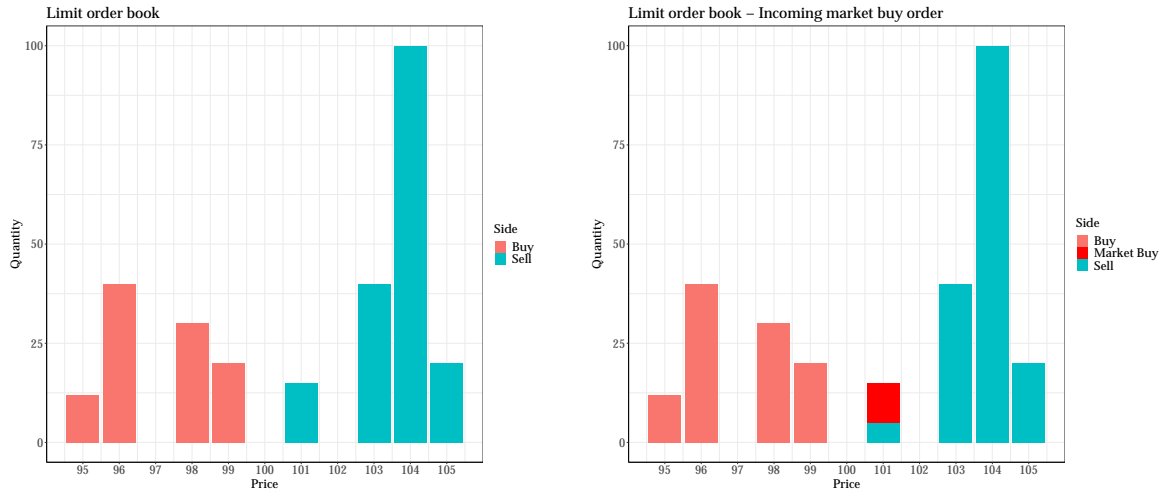 Limit order book
100
75
50
25
0
Quantity
95 96 97 98 99 100 101 102 103 104 105
Price
Side
Buy
Sell
Limit order book – Incoming market buy order
100
75
50
25
0
Quantity
95 96 97 98 99 100 101 102 103 104 105
Price
Side
Buy
Market Buy
Sell